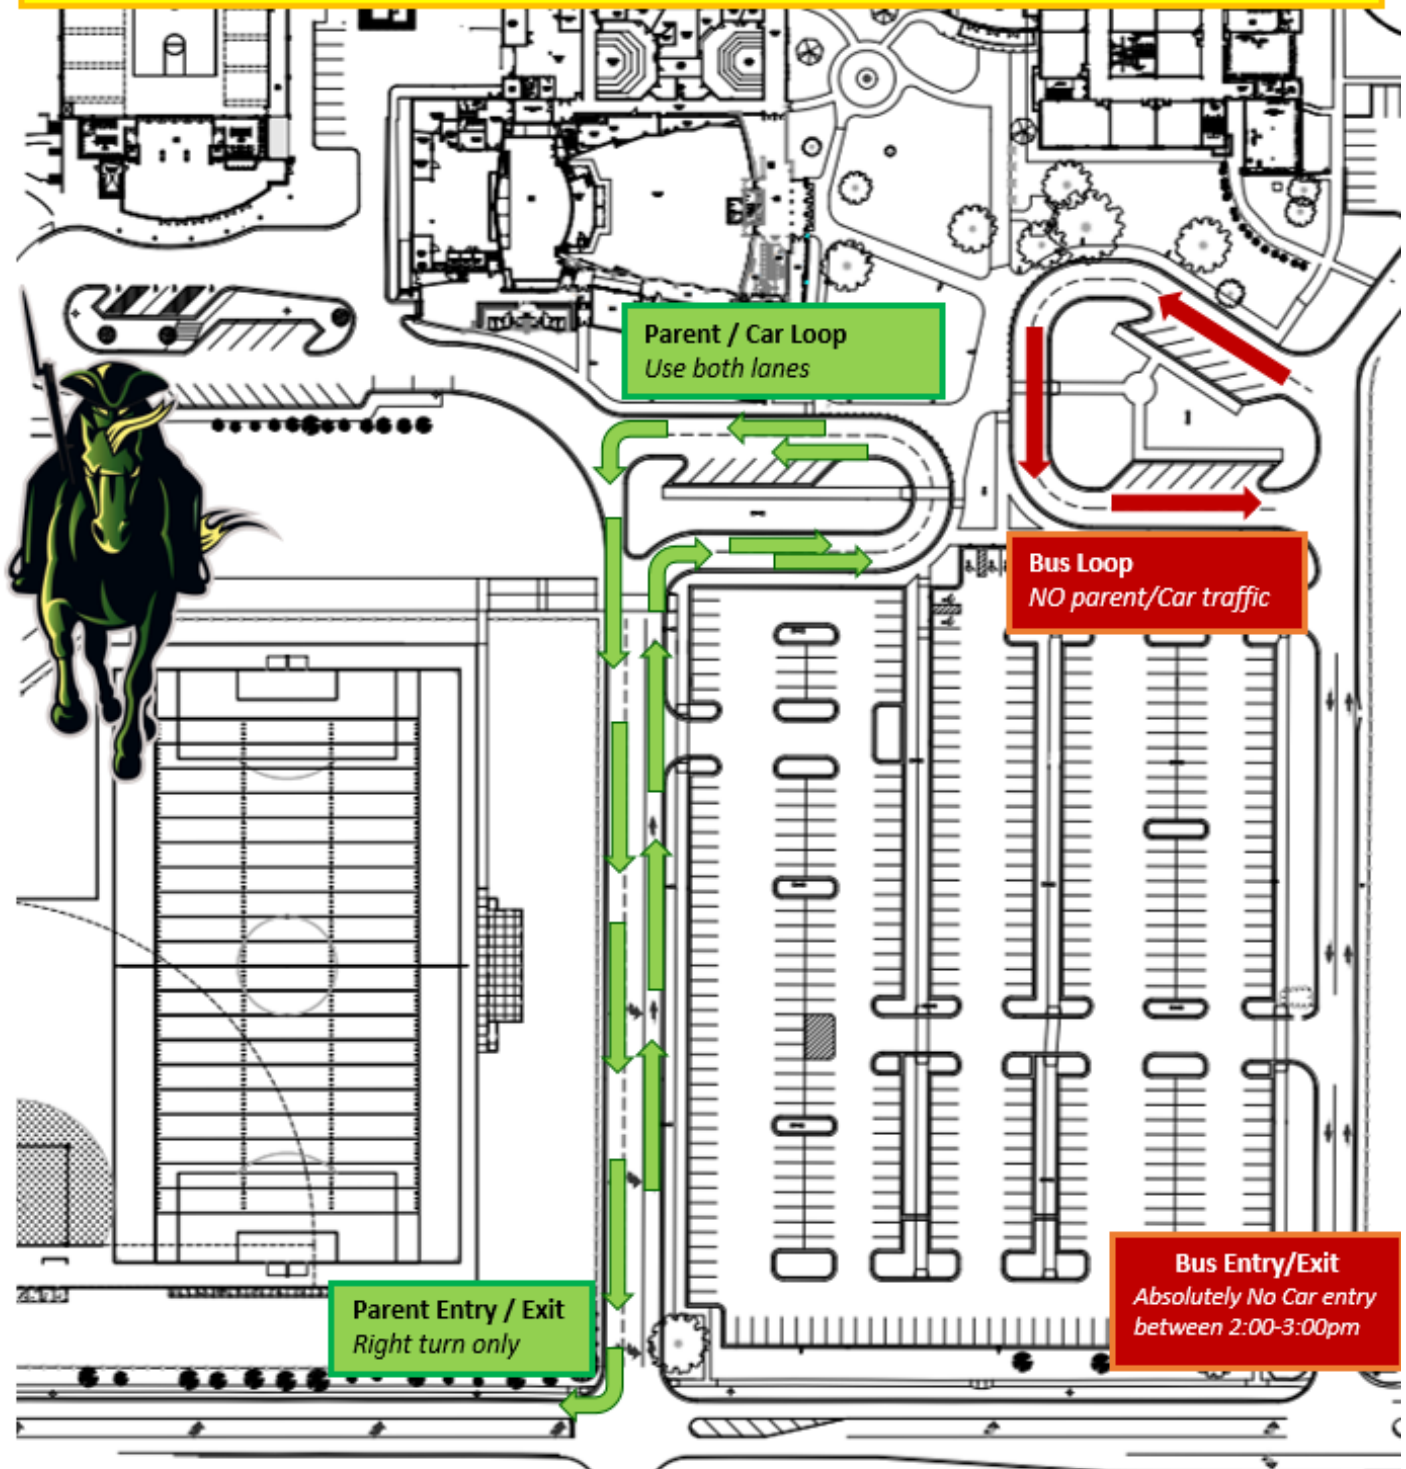 Parent / Car Loop
Use both lanes
Bus Loop
NO parent/Car traffic
Bus Entry/Exit
Absolutely No Car entry
between 2:00-3:00pm
Parent Entry / Exit
Right turn only